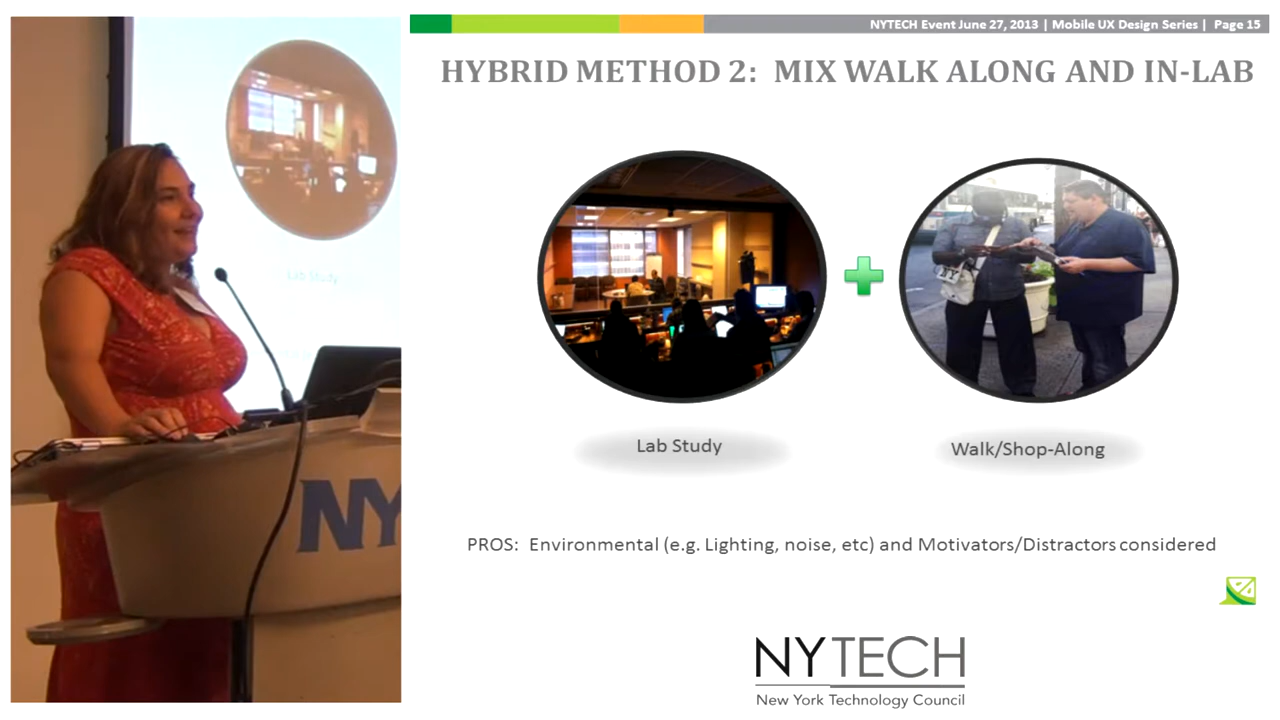 NYTECH Event June 27, 2013 | Mobile UX Design Series | Page 15
HYBRID METHOD 2: MIX WALK ALONG AND IN-LAB
Lab Study
Walk/Shop-Along
PROS: Environmental (e.g. Lighting, noise, etc) and Motivators/Distractors considered
NY
NYTECH
New York Technology Council